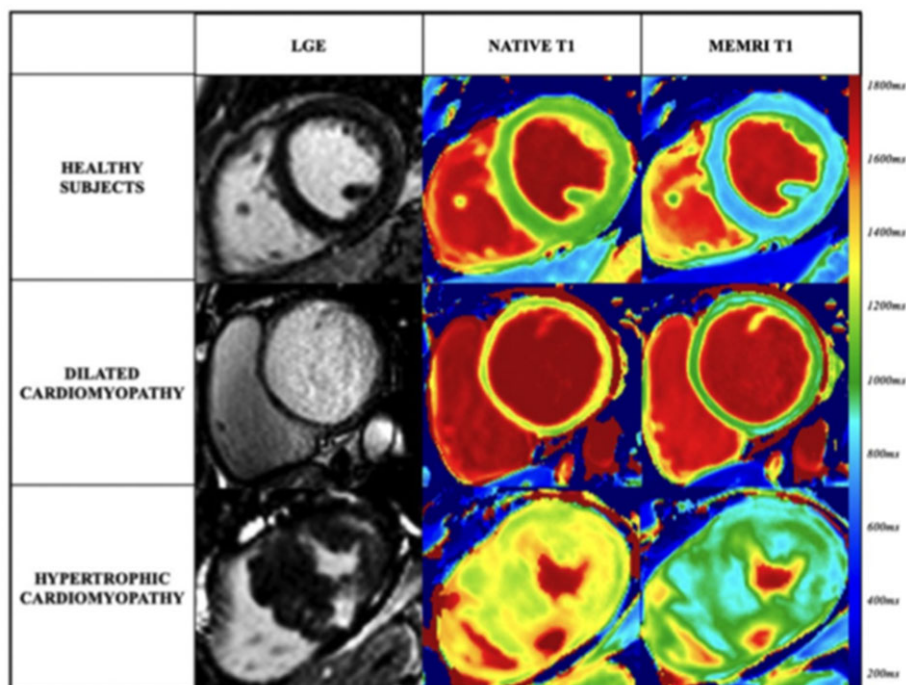 LGE
NATIVE T1
MEMRI T1
HEALTHY
SUBJECTS
DILATED
CARDIOMYOPATHY
HYPERTROPHIC
CARDIOMYOPATHY
1800ms
1600ms
1400ms
1200ms
1000ms
800ms
600ms
400ms
200ms